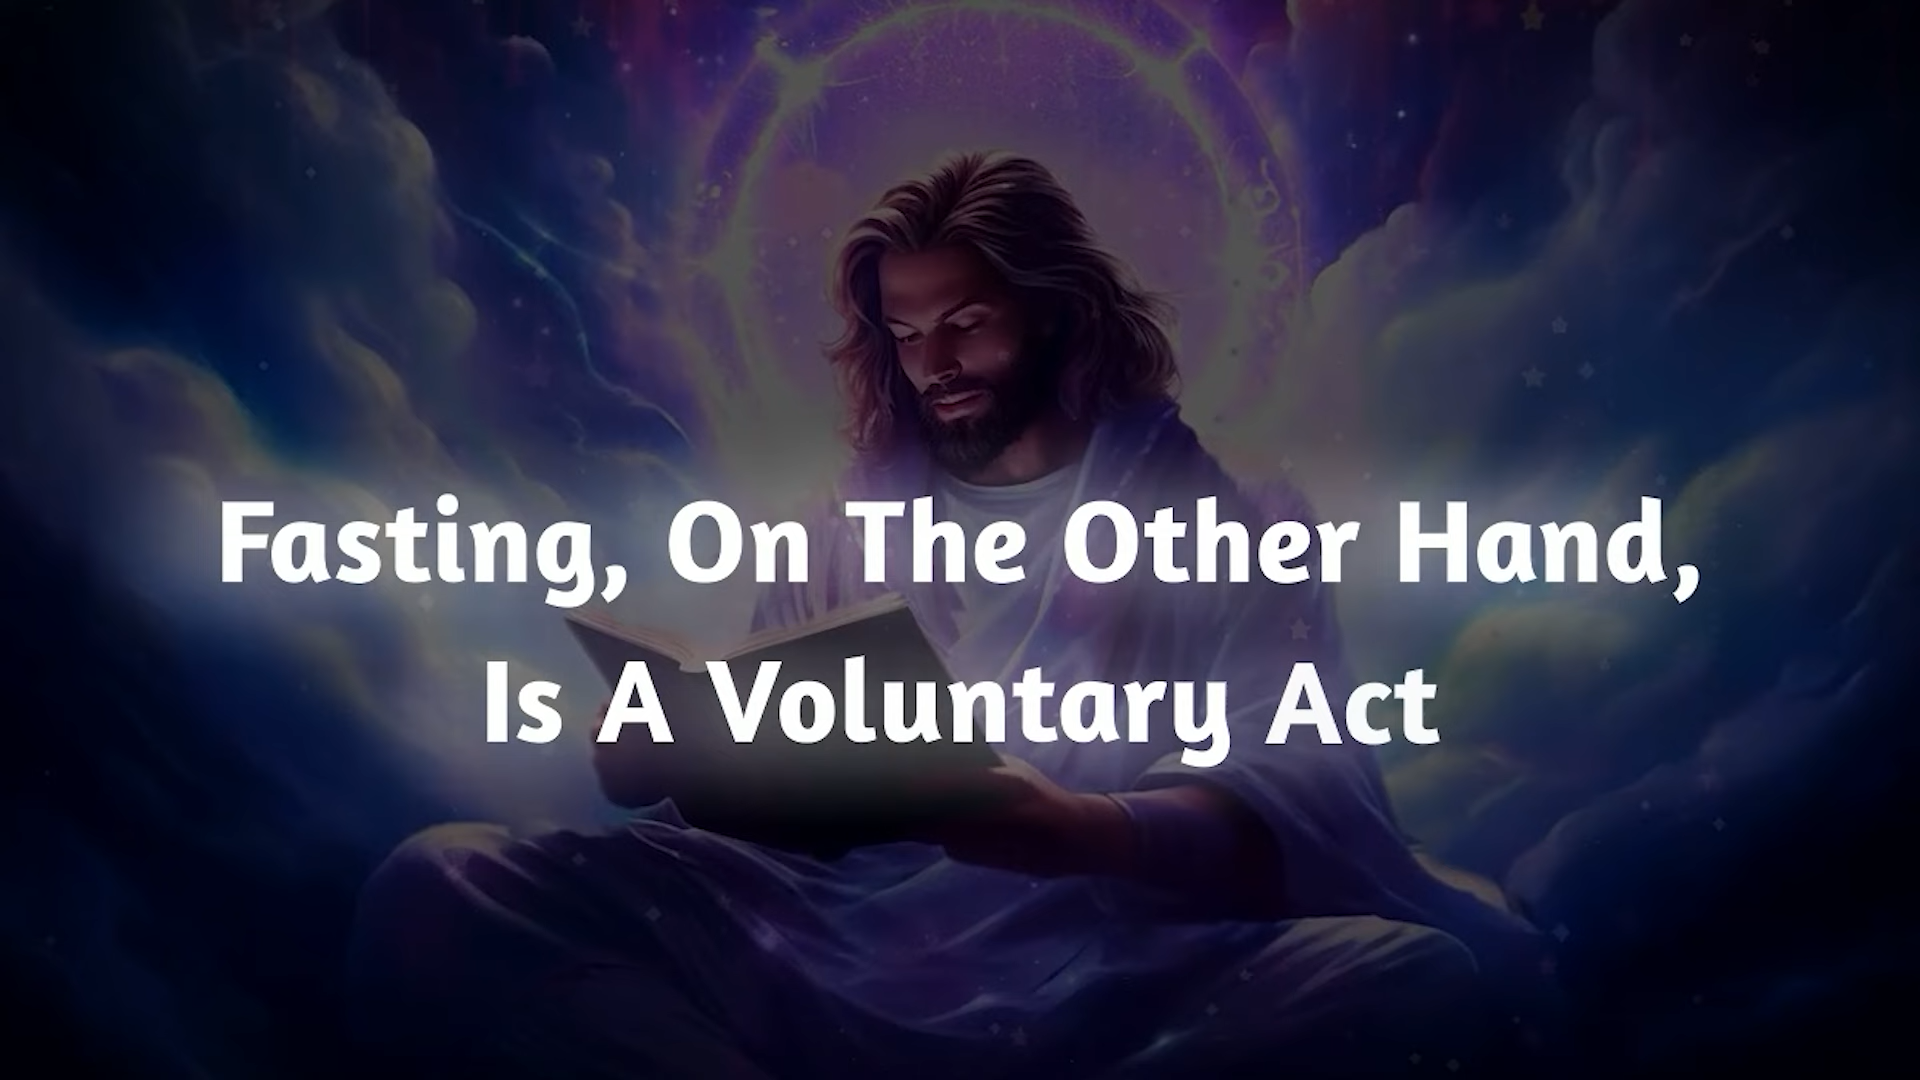 Fasting, On The Other Hand,
Is A Voluntary Act